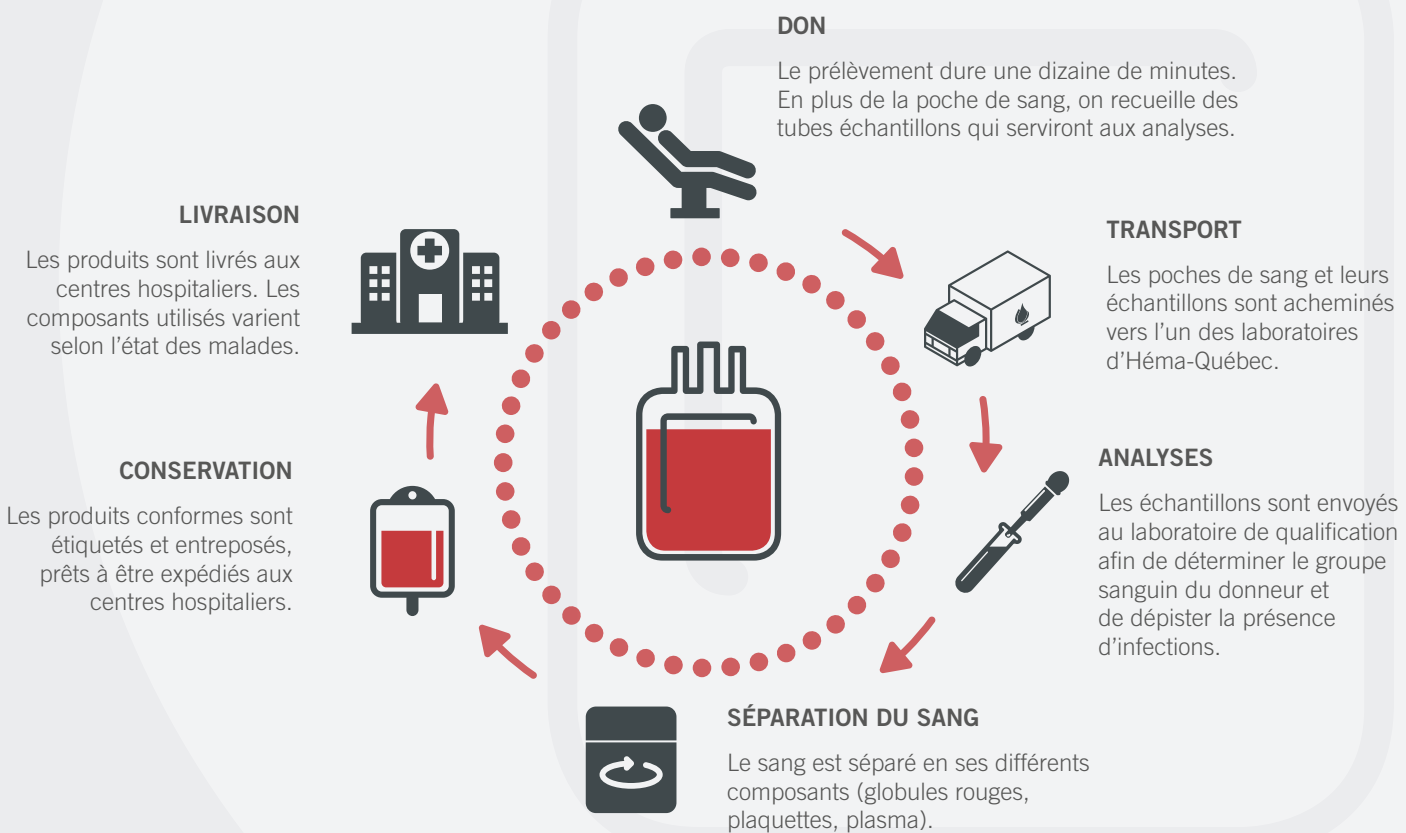 DON
Le prélèvement dure une dizaine de minutes.
En plus de la poche de sang, on recueille des
tubes échantillons qui serviront aux analyses.
TRANSPORT
Les poches de sang et leurs
échantillons sont acheminés
vers l’un des laboratoires
d’Héma-Québec.
ANALYSES
Les échantillons sont envoyés
au laboratoire de qualification
afin de déterminer le groupe
sanguin du donneur et
de dépister la présence
d’infections.
SÉPARATION DU SANG
Le sang est séparé en ses différents
composants (globules rouges,
plaquettes, plasma).
CONSERVATION
Les produits conformes sont
étiquetés et entreposés,
prêts à être expédiés aux
centres hospitaliers.
LIVRAISON
Les produits sont livrés aux
centres hospitaliers. Les
composants utilisés varient
selon l’état des malades.